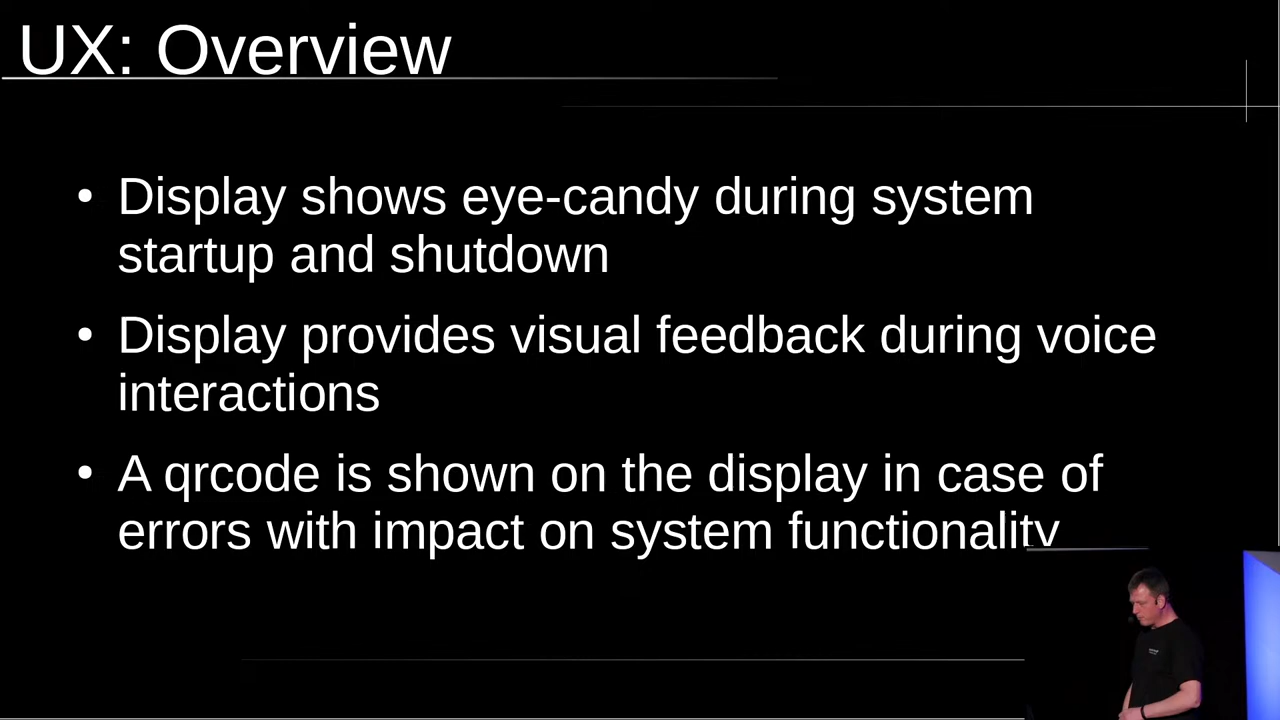 UX: Overview
• Display shows eye-candy during system
startup and shutdown
• Display provides visual feedback during voice
interactions
• A qrcode is shown on the display in case of
errors with impact on system functionality